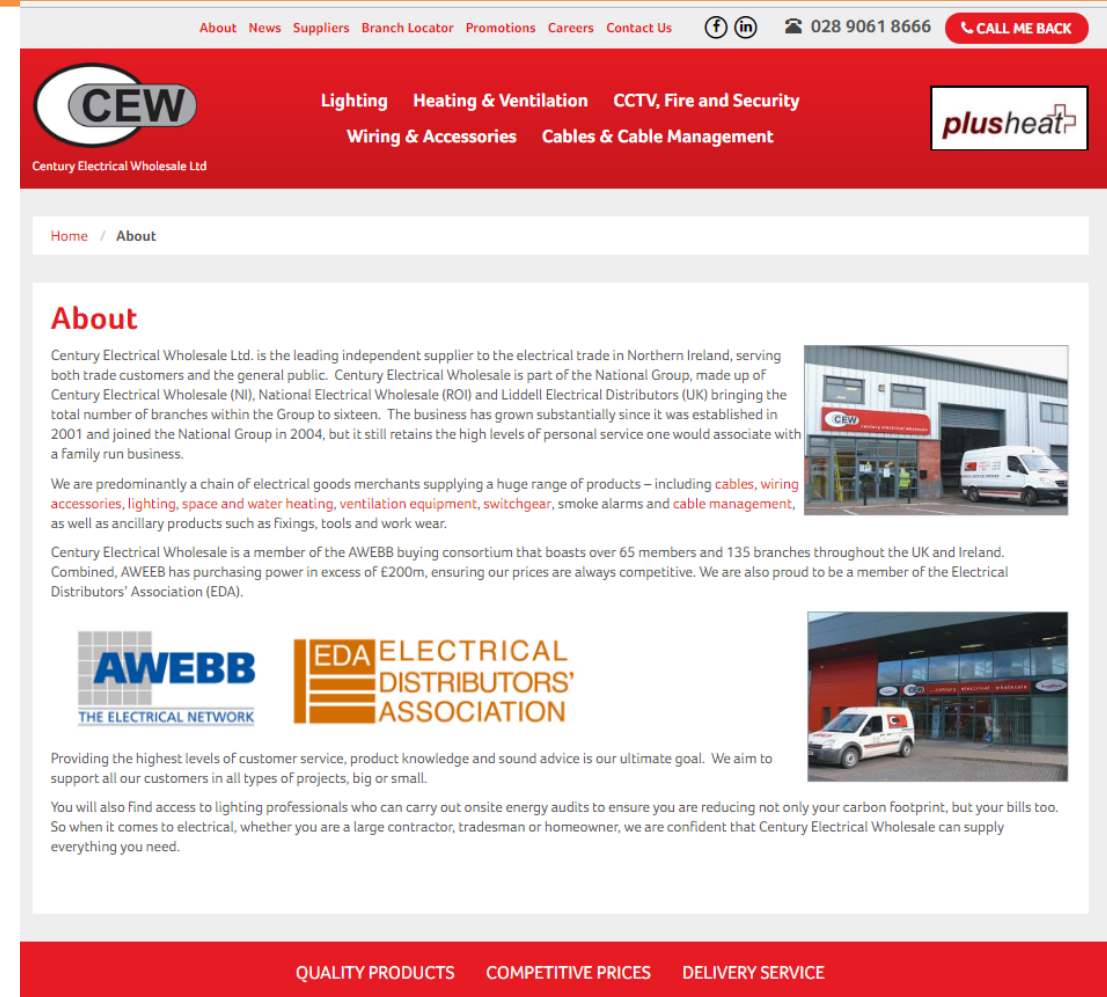 About News Suppliers Branch Locator Promotions Careers Contact Us f in 028 9061 8666 CALL ME BACK
CEW
Century Electrical Wholesale Ltd
Lighting Heating & Ventilation CCTV, Fire and Security
Wiring & Accessories Cables & Cable Management
plusheat
Home / About
About
Century Electrical Wholesale Ltd. is the leading independent supplier to the electrical trade in Northern Ireland, serving
both trade customers and the general public. Century Electrical Wholesale is part of the National Group, made up of
Century Electrical Wholesale (NI), National Electrical Wholesale (ROI) and Liddell Electrical Distributors (UK) bringing the
total number of branches within the Group to sixteen. The business has grown substantially since it was established in
2001 and joined the National Group in 2004, but it still retains the high levels of personal service one would associate with
a family run business.
CEW century electrical wholesale
We are predominantly a chain of electrical goods merchants supplying a huge range of products – including cables, wiring
accessories, lighting, space and water heating, ventilation equipment, switchgear, smoke alarms and cable management,
as well as ancillary products such as fixings, tools and work wear.
Century Electrical Wholesale is a member of the AWEBB buying consortium that boasts over 65 members and 135 branches throughout the UK and Ireland.
Combined, AWEEB has purchasing power in excess of £200m, ensuring our prices are always competitive. We are also proud to be a member of the Electrical
Distributors' Association (EDA).
AWEBB
THE ELECTRICAL NETWORK
EDA ELECTRICAL
DISTRIBUTORS'
ASSOCIATION
CEW ...century electrical wholesale
Providing the highest levels of customer service, product knowledge and sound advice is our ultimate goal. We aim to
support all our customers in all types of projects, big or small.
You will also find access to lighting professionals who can carry out onsite energy audits to ensure you are reducing not only your carbon footprint, but your bills too.
So when it comes to electrical, whether you are a large contractor, tradesman or homeowner, we are confident that Century Electrical Wholesale can supply
everything you need.
QUALITY PRODUCTS COMPETITIVE PRICES DELIVERY SERVICE